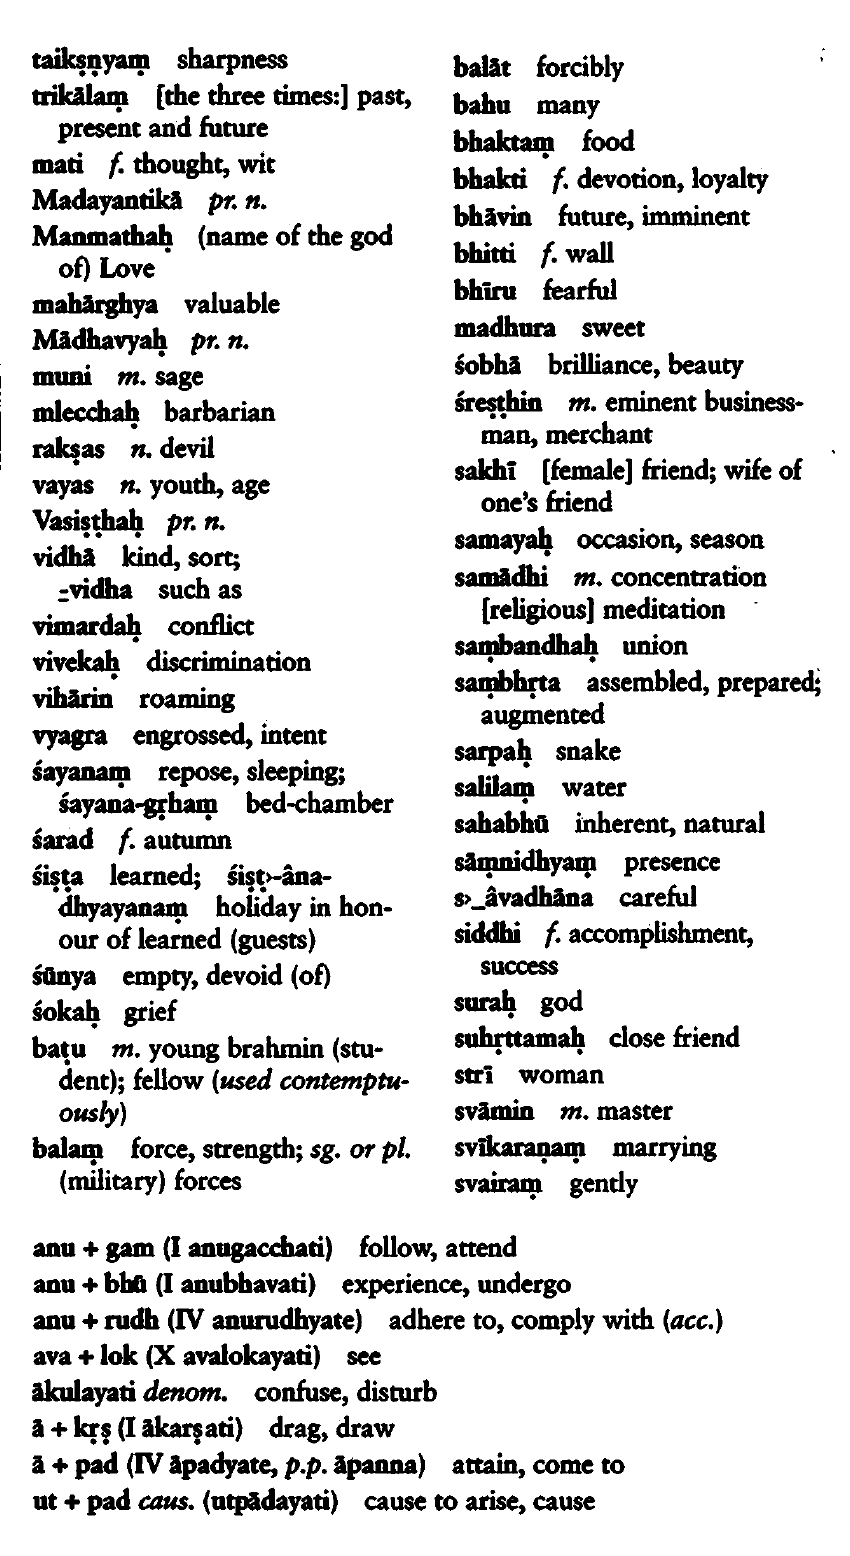 taikṣṇyaṃ sharpness
trikālaṃ [the three times:] past,
present and future
mati f. thought, wit
Madayantikā pr. n.
Manmathaḥ (name of the god
of) Love
mahārghya valuable
Mādhavyaḥ pr. n.
muni m. sage
mlecchaḥ barbarian
rakṣas n. devil
vayas n. youth, age
Vasiṣṭhaḥ pr. n.
vidhā kind, sort;
-vidha such as
vimardaḥ conflict
vivekaḥ discrimination
vihārin roaming
vyagra engrossed, intent
śayanaṃ repose, sleeping;
śayana-gṛhaṃ bed-chamber
śarad f. autumn
śiṣṭa learned; śiṣṭ›-âna-
dhyayanaṃ holiday in hon-
our of learned (guests)
śūnya empty, devoid (of)
śokaḥ grief
baṭu m. young brahmin (stu-
dent); fellow (used contemptu-
ously)
balaṃ force, strength; sg. or pl.
(military) forces
balāt forcibly
bahu many
bhaktaṃ food
bhakti f. devotion, loyalty
bhāvin future, imminent
bhitti f. wall
bhīru fearful
madhura sweet
śobhā brilliance, beauty
śreṣṭhin m. eminent business-
man, merchant
sakhī [female] friend; wife of
one's friend
samayaḥ occasion, season
samādhi m. concentration
[religious] meditation
saṃbandhaḥ union
saṃbhṛta assembled, prepared;
augmented
sarpaḥ snake
salilaṃ water
sahabhū inherent, natural
sāṃnidhyaṃ presence
s›_âvadhāna careful
siddhi f. accomplishment,
success
suraḥ god
suhṛttamaḥ close friend
strī woman
svāmin m. master
svīkaraṇaṃ marrying
svairaṃ gently
anu + gam (I anugacchati) follow, attend
anu + bhū (I anubhavati) experience, undergo
anu + rudh (IV anurudhyate) adhere to, comply with (acc.)
ava + lok (X avalokayati) see
ākulayati denom. confuse, disturb
ā + kṛṣ (I ākarṣati) drag, draw
ā + pad (IV āpadyate, p.p. āpanna) attain, come to
ut + pad caus. (utpādayati) cause to arise, cause